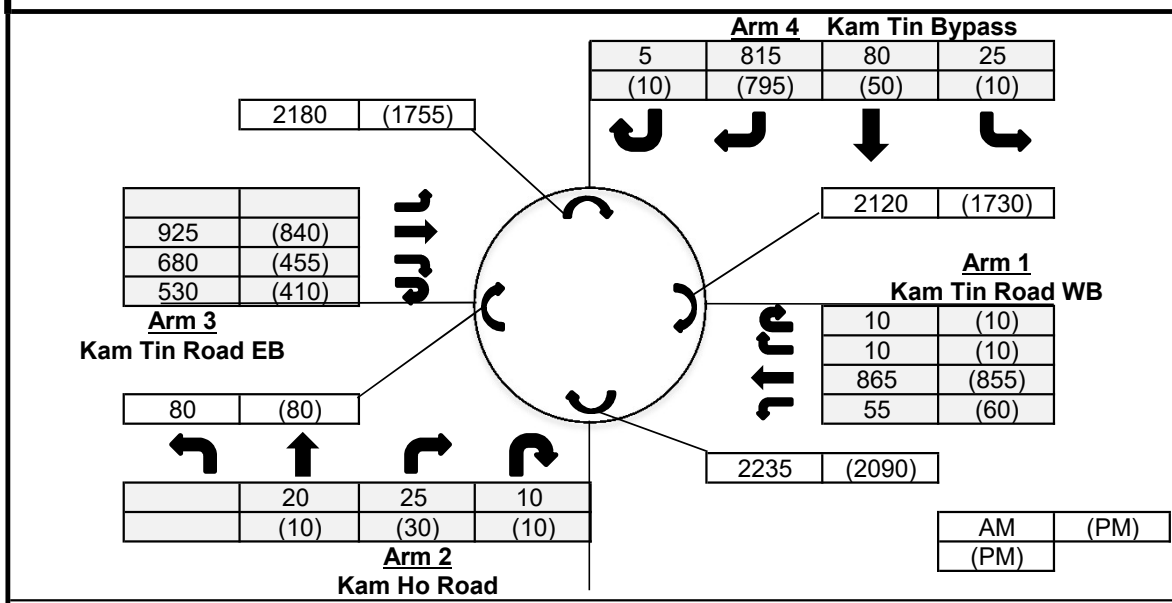 Arm 4 Kam Tin Bypass
5 815 80 25
(10) (795) (50) (10)
2180 (1755)
2120 (1730)
925 (840)
680 (455)
530 (410)
Arm 3
Kam Tin Road EB
Arm 1
Kam Tin Road WB
10 (10)
10 (10)
865 (855)
55 (60)
80 (80)
2235 (2090)
20 25 10
(10) (30) (10)
Arm 2
Kam Ho Road
AM (PM)
(PM)